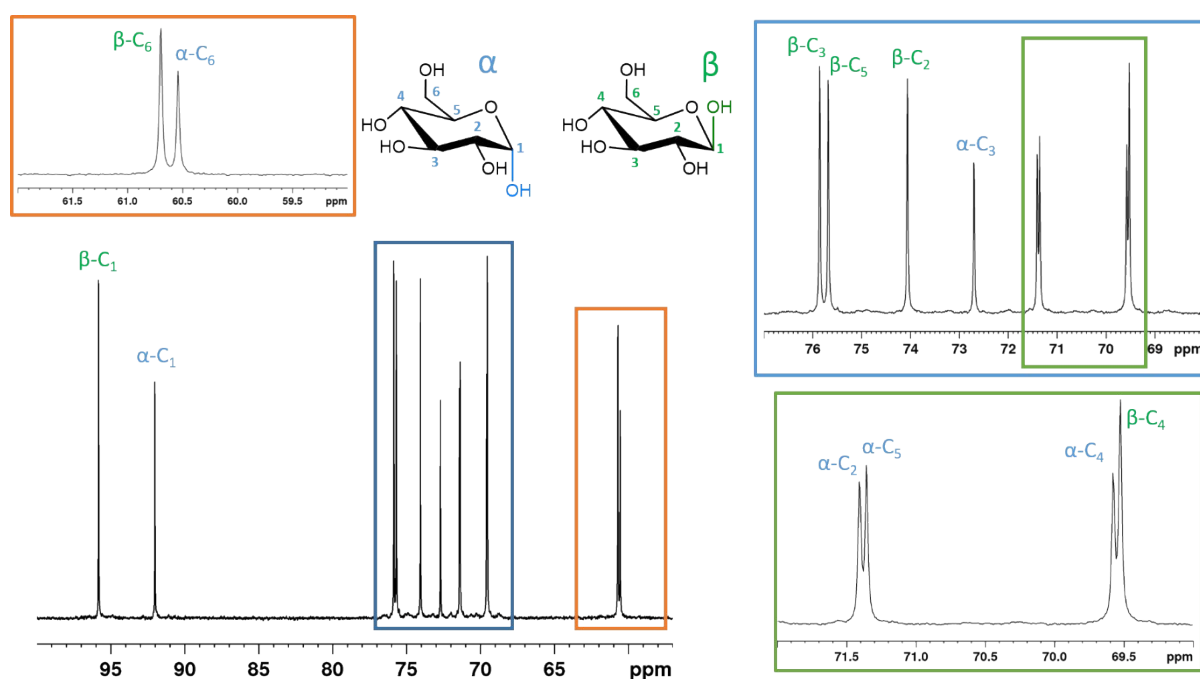 β-C₆
α-C₆
61.5 61.0 60.5 60.0 59.5 ppm
α
OH
6
4
5
O
HO
2
HO
3
1
OH
OH
β
OH
6
4
5
O
OH
HO
2
HO
3
1
OH
β-C₃
β-C₅
β-C₂
α-C₃
76 75 74 73 72 71 70 69 ppm
β-C₁
α-C₁
95 90 85 80 75 70 65 ppm
β-C₄
α-C₅
α-C₂
α-C₄
71.5 71.0 70.5 70.0 69.5 ppm